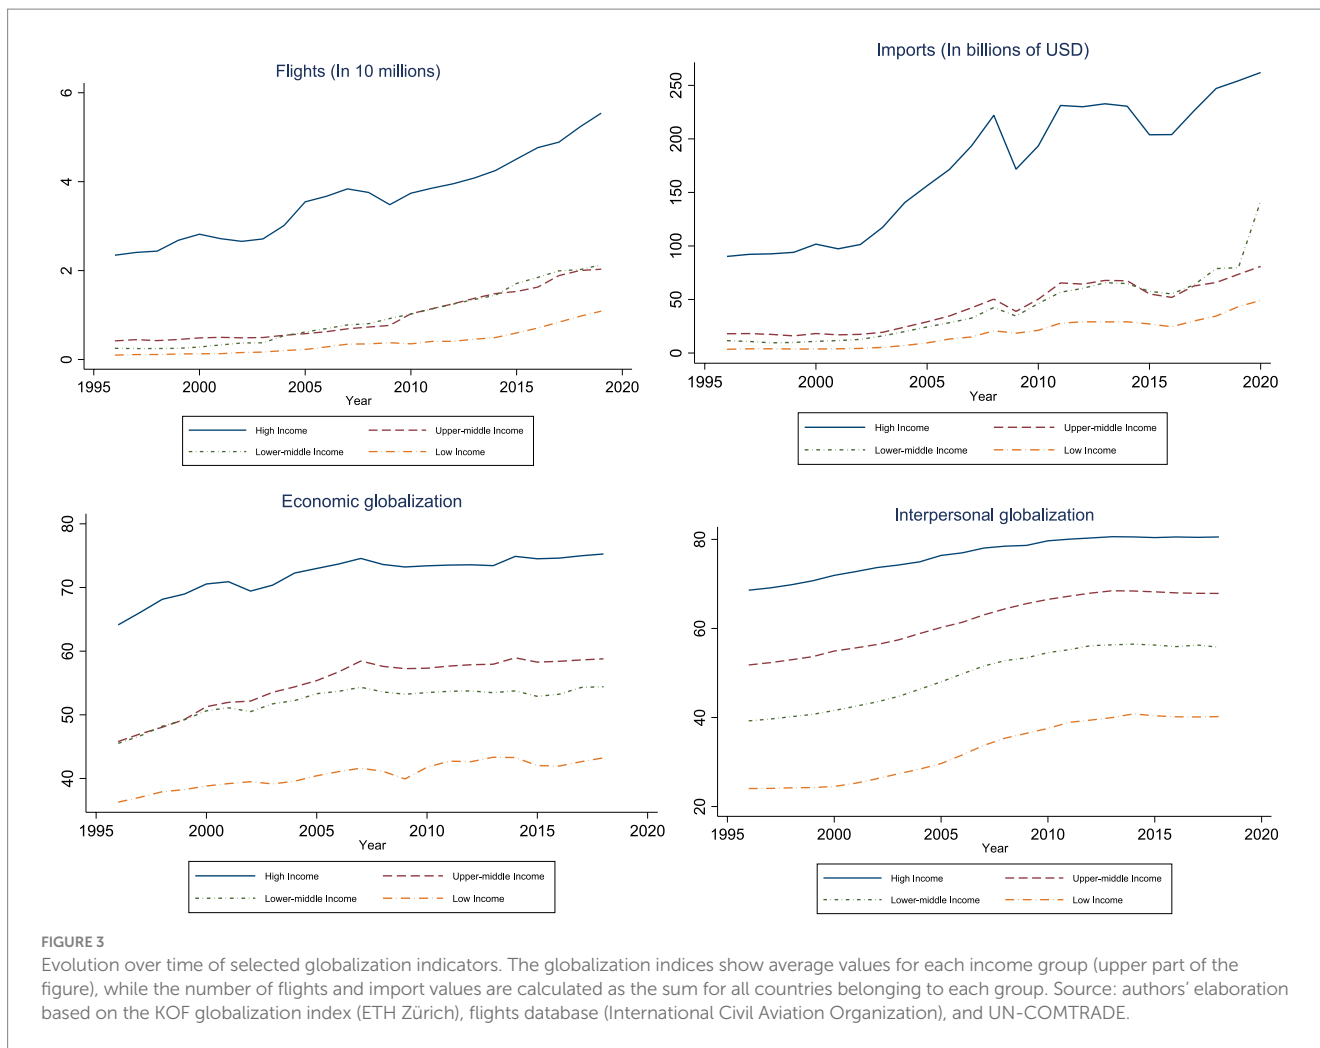 Flights (In 10 millions)
6
4
2
0
1995 2000 2005 2010 2015 2020
Year
High Income Upper-middle Income
Lower-middle Income Low Income
Imports (In billions of USD)
250
200
150
100
50
0
1995 2000 2005 2010 2015 2020
Year
High Income Upper-middle Income
Lower-middle Income Low Income
Economic globalization
80
70
60
50
40
1995 2000 2005 2010 2015 2020
Year
High Income Upper-middle Income
Lower-middle Income Low Income
Interpersonal globalization
80
60
40
20
1995 2000 2005 2010 2015 2020
Year
High Income Upper-middle Income
Lower-middle Income Low Income
FIGURE 3
Evolution over time of selected globalization indicators. The globalization indices show average values for each income group (upper part of the
figure), while the number of flights and import values are calculated as the sum for all countries belonging to each group. Source: authors’ elaboration
based on the KOF globalization index (ETH Zürich), flights database (International Civil Aviation Organization), and UN-COMTRADE.